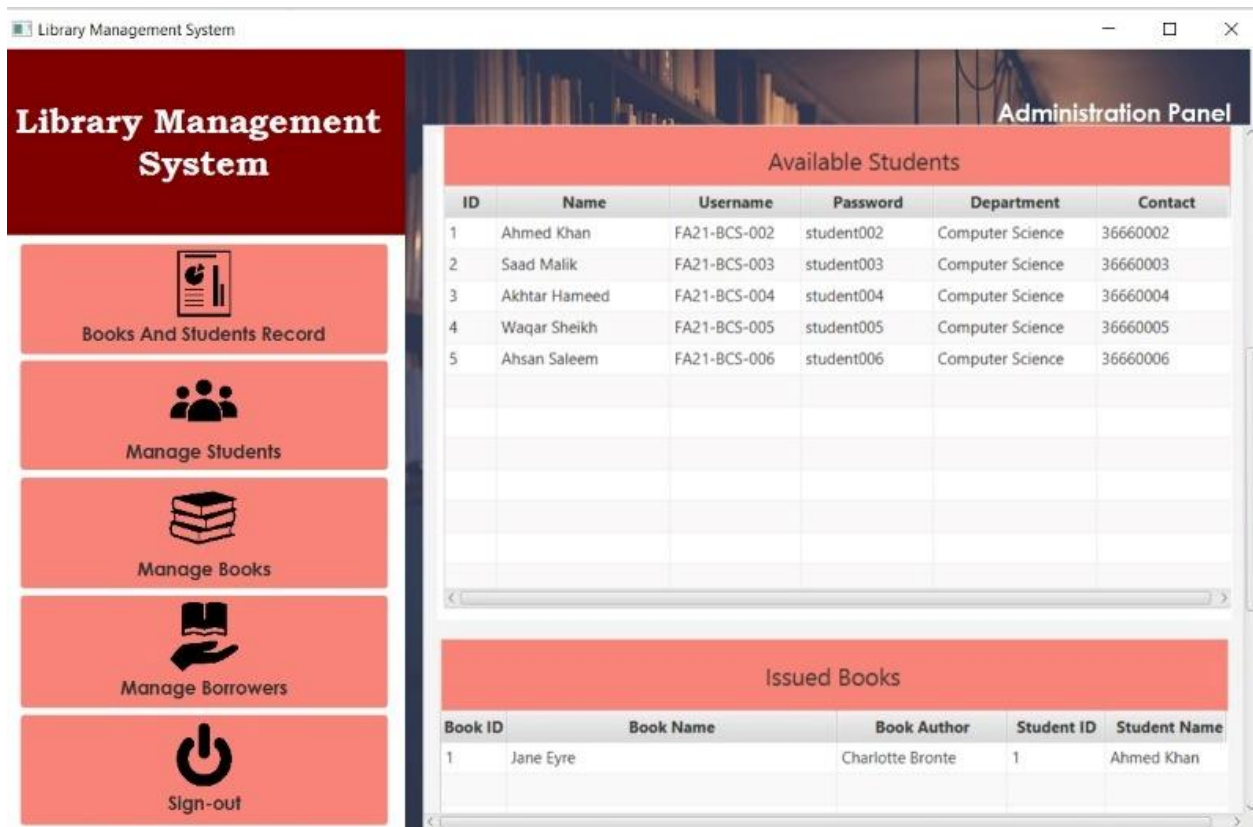 Library Management System
Library Management
System
Books And Students Record
Manage Students
Manage Books
Manage Borrowers
Sign-out
Administration Panel
Available Students
ID Name Username Password Department Contact
1 Ahmed Khan FA21-BCS-002 student002 Computer Science 36660002
2 Saad Malik FA21-BCS-003 student003 Computer Science 36660003
3 Akhtar Hameed FA21-BCS-004 student004 Computer Science 36660004
4 Waqar Sheikh FA21-BCS-005 student005 Computer Science 36660005
5 Ahsan Saleem FA21-BCS-006 student006 Computer Science 36660006
Issued Books
Book ID Book Name Book Author Student ID Student Name
1 Jane Eyre Charlotte Bronte 1 Ahmed Khan